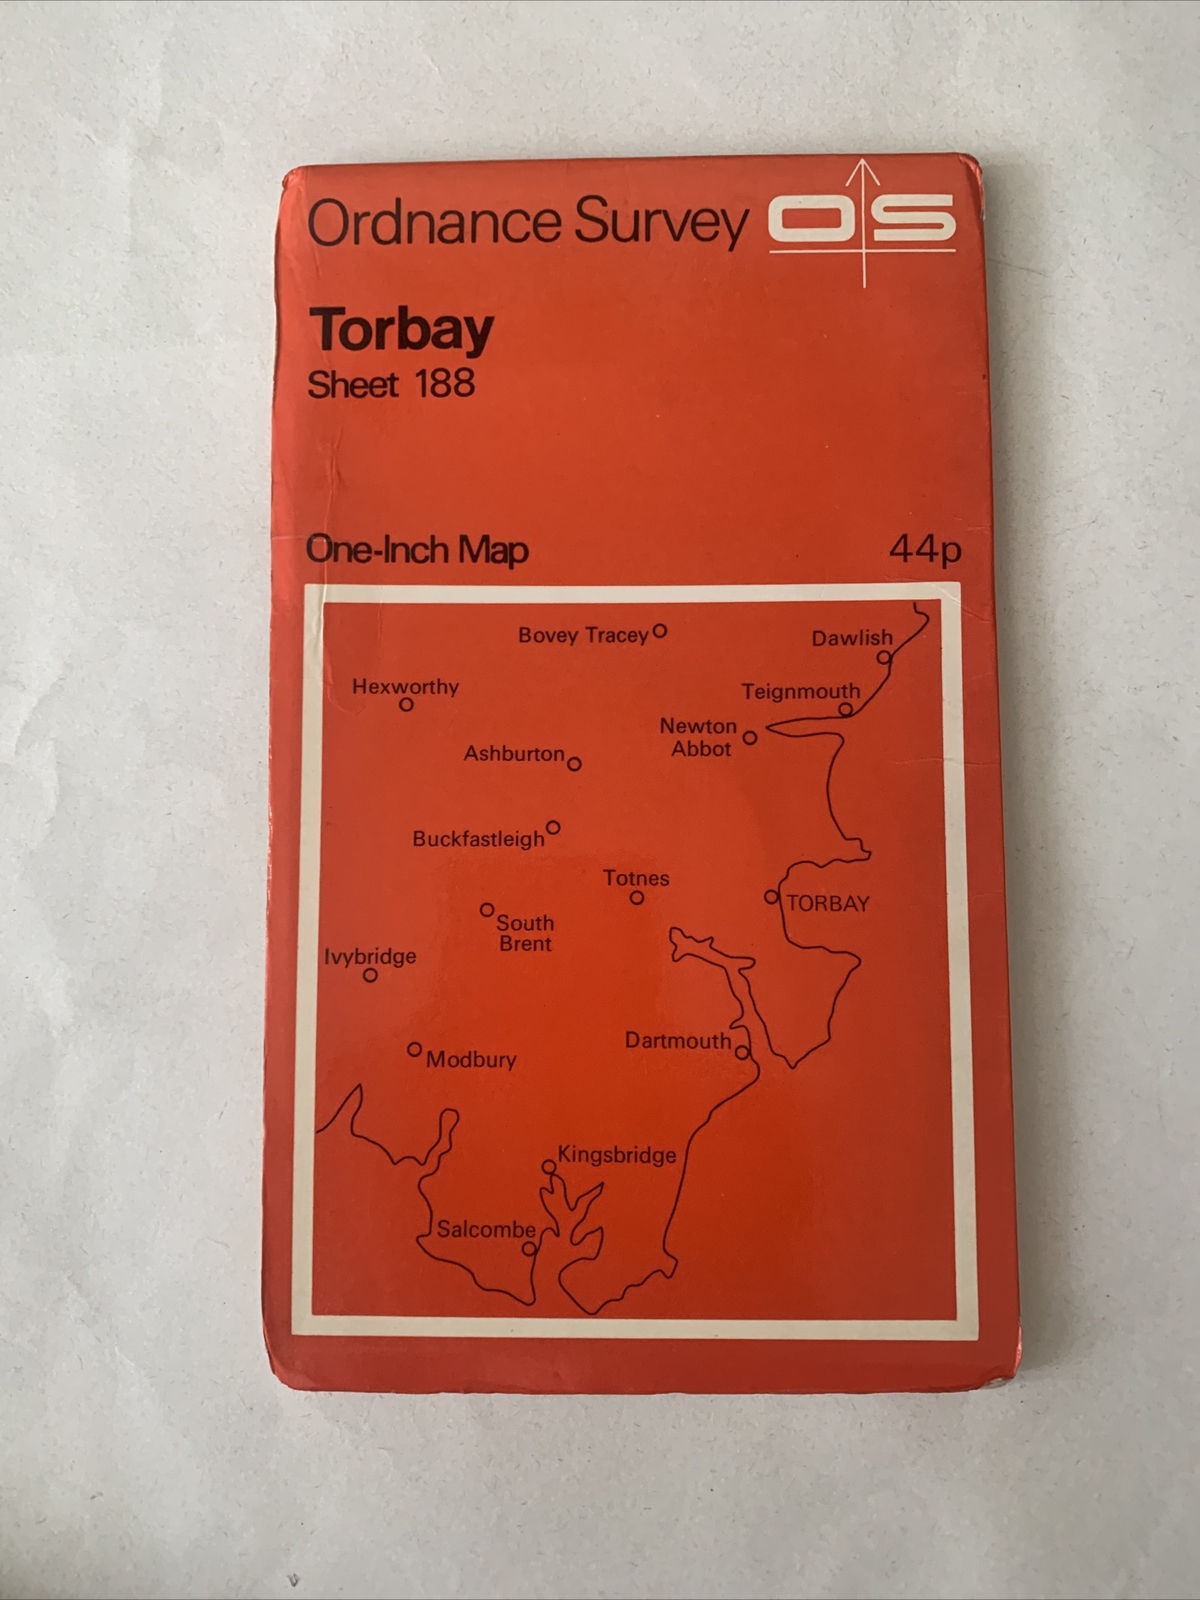 Ordnance Survey OS
Torbay
Sheet 188
One-Inch Map 44p
Bovey Tracey
Dawlish
Hexworthy
Teignmouth
Newton
Abbot
Ashburton
Buckfastleigh
Totnes
TORBAY
South
Brent
Ivybridge
Dartmouth
Modbury
Kingsbridge
Salcombe